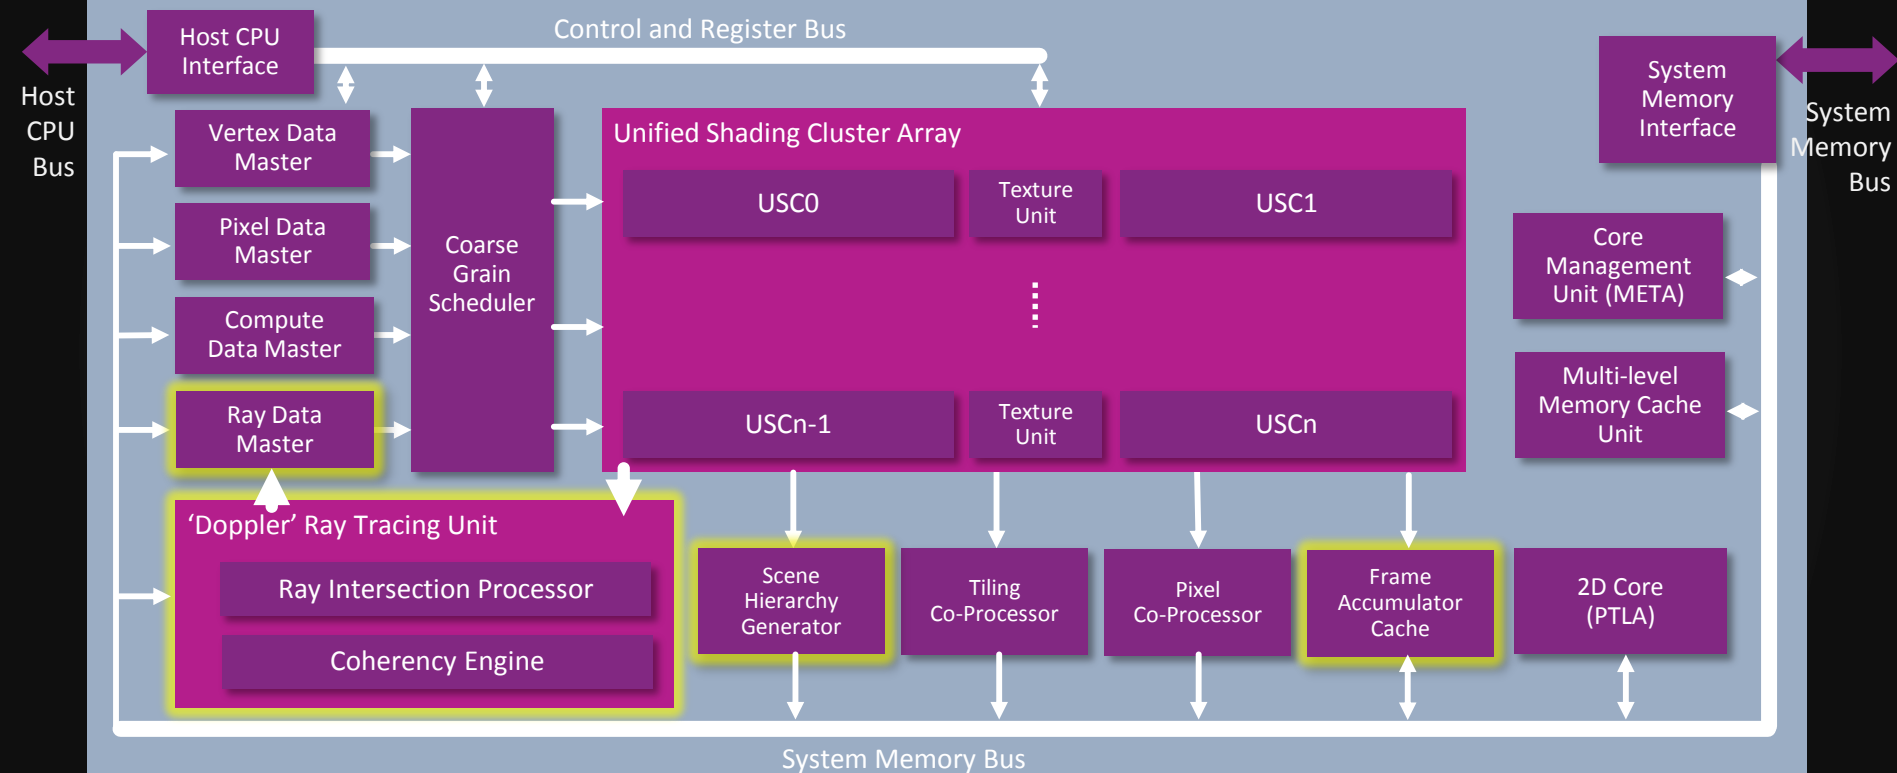 Host CPU
Interface
Control and Register Bus
System
Memory
Interface
Host
CPU
Bus
System
Memory
Bus
Vertex Data
Master
Pixel Data
Master
Compute
Data Master
Ray Data
Master
Coarse
Grain
Scheduler
Unified Shading Cluster Array
USC0
Texture
Unit
USC1
USCn-1
Texture
Unit
USCn
Core
Management
Unit (META)
Multi-level
Memory Cache
Unit
‘Doppler’ Ray Tracing Unit
Ray Intersection Processor
Coherency Engine
Scene
Hierarchy
Generator
Tiling
Co-Processor
Pixel
Co-Processor
Frame
Accumulator
Cache
2D Core
(PTLA)
System Memory Bus